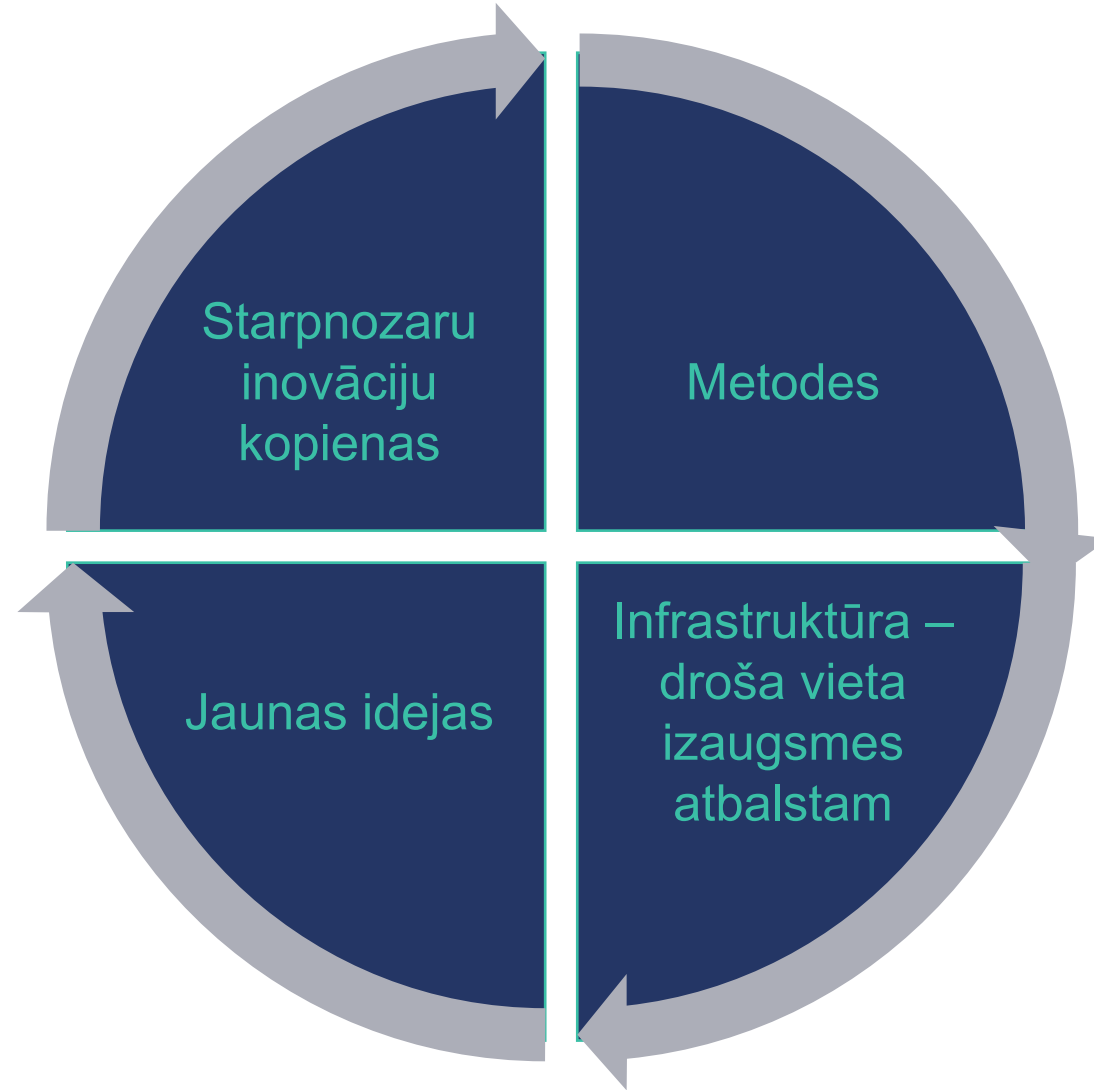 Starpnozaru
inovāciju
kopienas
Metodes
Infrastruktūra –
droša vieta
izaugsmes
atbalstam
Jaunas idejas